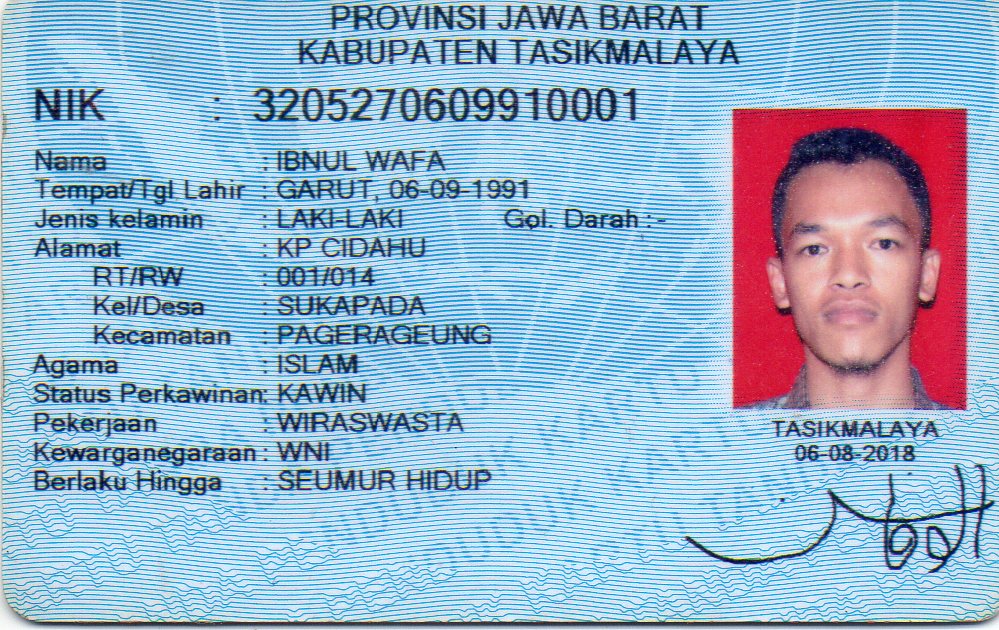 PROVINSI JAWA BARAT
KABUPATEN TASIKMALAYA
NIK : 3205270609910001
Nama : IBNUL WAFA
Tempat/Tgl Lahir : GARUT, 06-09-1991
Jenis kelamin : LAKI-LAKI Gol. Darah : -
Alamat : KP CIDAHU
RT/RW : 001/014
Kel/Desa : SUKAPADA
Kecamatan : PAGERAGEUNG
Agama : ISLAM
Status Perkawinan: KAWIN
Pekerjaan : WIRASWASTA
Kewarganegaraan : WNI
Berlaku Hingga : SEUMUR HIDUP
TASIKMALAYA
06-08-2018